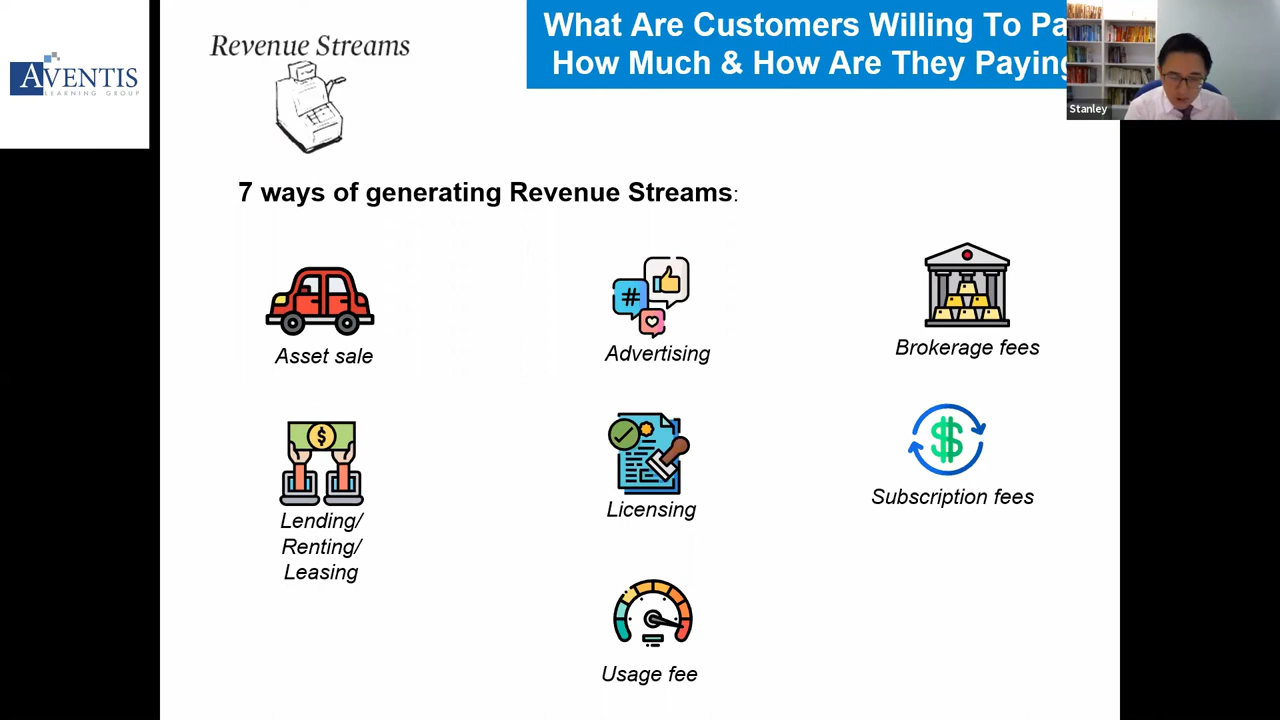 AVENTIS
LEARNING GROUP
Revenue Streams
What Are Customers Willing To Pa
How Much & How Are They Paying
Stanley
7 ways of generating Revenue Streams:
Asset sale
Advertising
Brokerage fees
Lending/
Renting/
Leasing
Licensing
Subscription fees
Usage fee